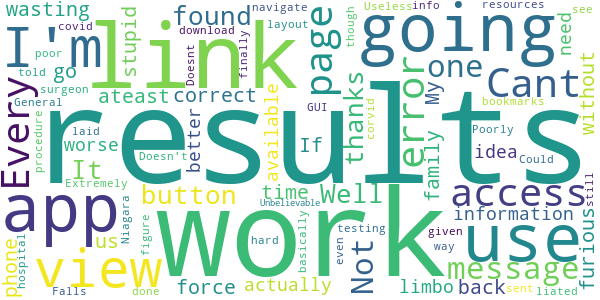 wasting
covid
stupid
found
navigate
layout
Useless
info
resources
I'm
link
page
going
though
need
see
poor
told
go
download
Doesnt
finally
one
Cant
without
surgeon
General
ateast
correct
thanks
error
My
bookmarks
Every
results
procedure
laid
worse
better
GUI
corvid
family
Poorly
idea
Could
It
Doesn't
available
If
Extremely
app
button
time
Well
access
use
Niagara
Unbelievable
information
furious
still
view
us
figure
hard
work
testing
given
phone
hospital
basically
even
Not
way
message
Falls
done
force
actually
limbo
back
sent
liated